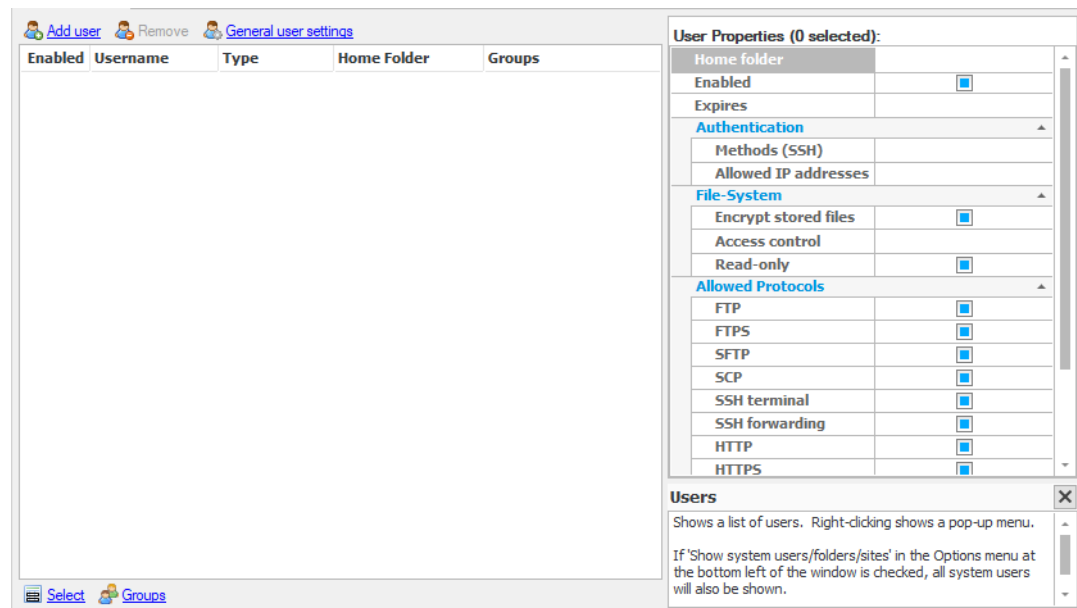 Add user Remove General user settings
Enabled Username Type Home Folder Groups
Select Groups
User Properties (0 selected):
Home folder
Enabled
Expires
Authentication
Methods (SSH)
Allowed IP addresses
File-System
Encrypt stored files
Access control
Read-only
Allowed Protocols
FTP
FTPS
SFTP
SCP
SSH terminal
SSH forwarding
HTTP
HTTPS
Users
Shows a list of users. Right-clicking shows a pop-up menu.
If 'Show system users/folders/sites' in the Options menu at
the bottom left of the window is checked, all system users
will also be shown.